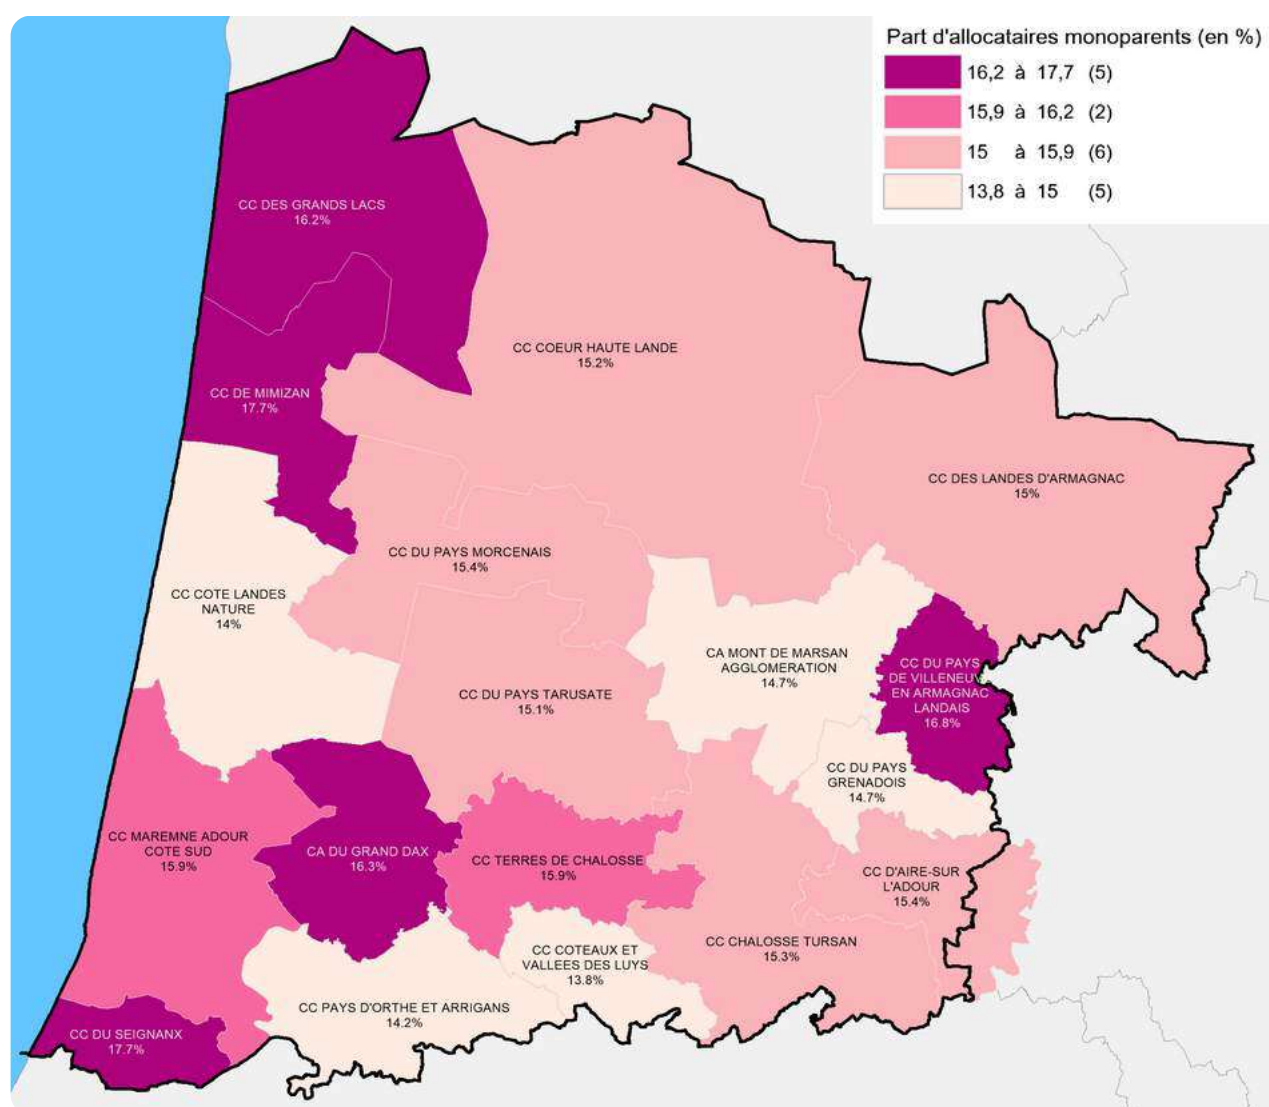 Part d'allocataires monoparents (en %)
16,2 à 17,7 (5)
15,9 à 16,2 (2)
15 à 15,9 (6)
13,8 à 15 (5)
CC DES GRANDS LACS
16.2%
CC COEUR HAUTE LANDE
15.2%
CC DE MIMIZAN
17.7%
CC DES LANDES D'ARMAGNAC
15%
CC DU PAYS MORCENAIS
15.4%
CC COTE LANDES
NATURE
14%
CA MONT DE MARSAN
AGGLOMERATION
14.7%
CC DU PAYS
DE VILLENEUVE
EN ARMAGNAC
LANDAIS
16.8%
CC DU PAYS TARUSATE
15.1%
CC DU PAYS
GRENADOIS
14.7%
CC MAREMNE ADOUR
COTE SUD
15.9%
CA DU GRAND DAX
16.3%
CC TERRES DE CHALOSSE
15.9%
CC D'AIRE-SUR
L'ADOUR
15.4%
CC CHALOSSE TURSAN
15.3%
CC COTEAUX ET
VALLEES DES LUYS
13.8%
CC PAYS D'ORTHE ET ARRIGANS
14.2%
CC DU SEIGNANX
17.7%